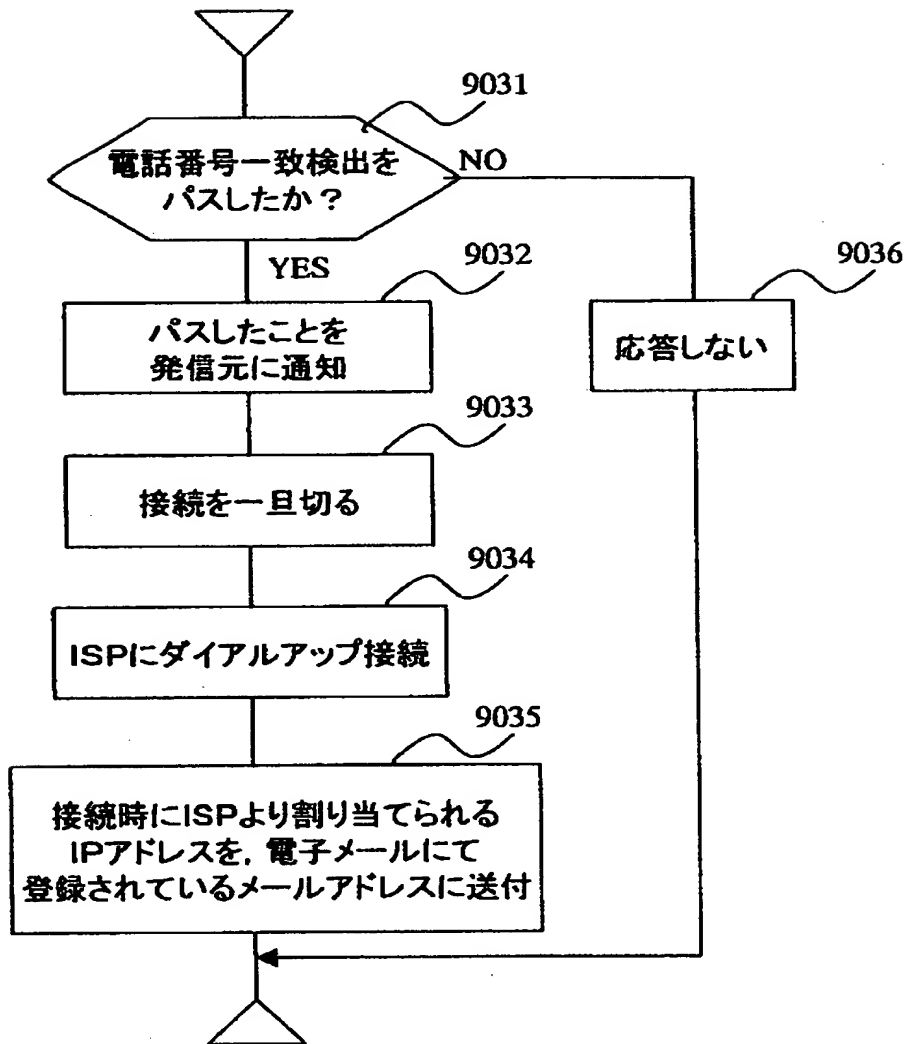 9031
電話番号一致検出を
パスしたか？
NO
YES
9032
パスしたことを
発信元に通知
9036
応答しない
9033
接続を一旦切る
9034
ISPにダイアルアップ接続
9035
接続時にISPより割り当てられる
IPアドレスを, 電子メールにて
登録されているメールアドレスに送付